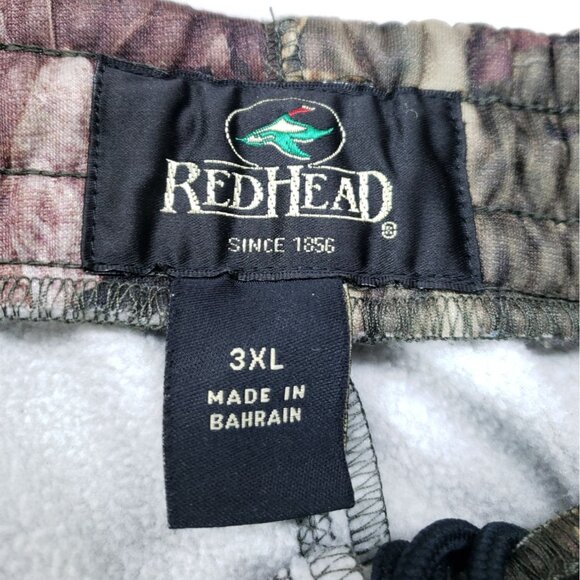 REDHEAD®
SINCE 1856
3XL
MADE IN
BAHRAIN